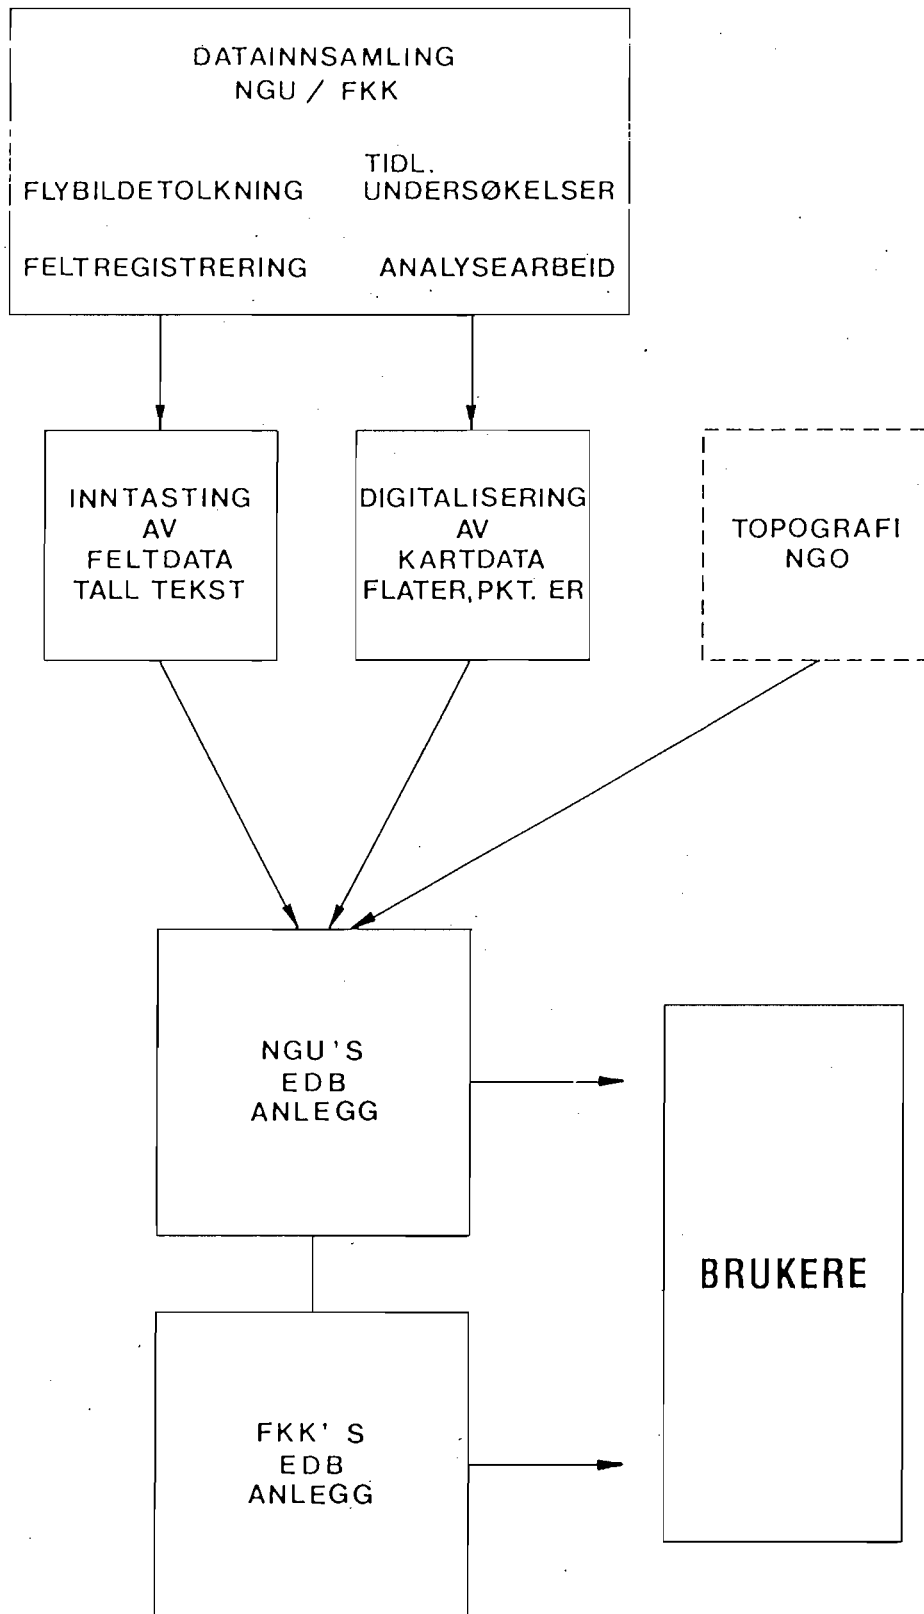 DATAINNSAMLING
NGU / FKK
FLYBILDETOLKNING
TIDL.
UNDERSØKELSER
FELTREGISTRERING
ANALYSEARBEID
INNTASTING
AV
FELTDATA
TALL TEKST
DIGITALISERING
AV
KARTDATA
FLATER, PKT. ER
TOPOGRAFI
NGO
NGU'S
EDB
ANLEGG
BRUKERE
FKK' S
EDB
ANLEGG